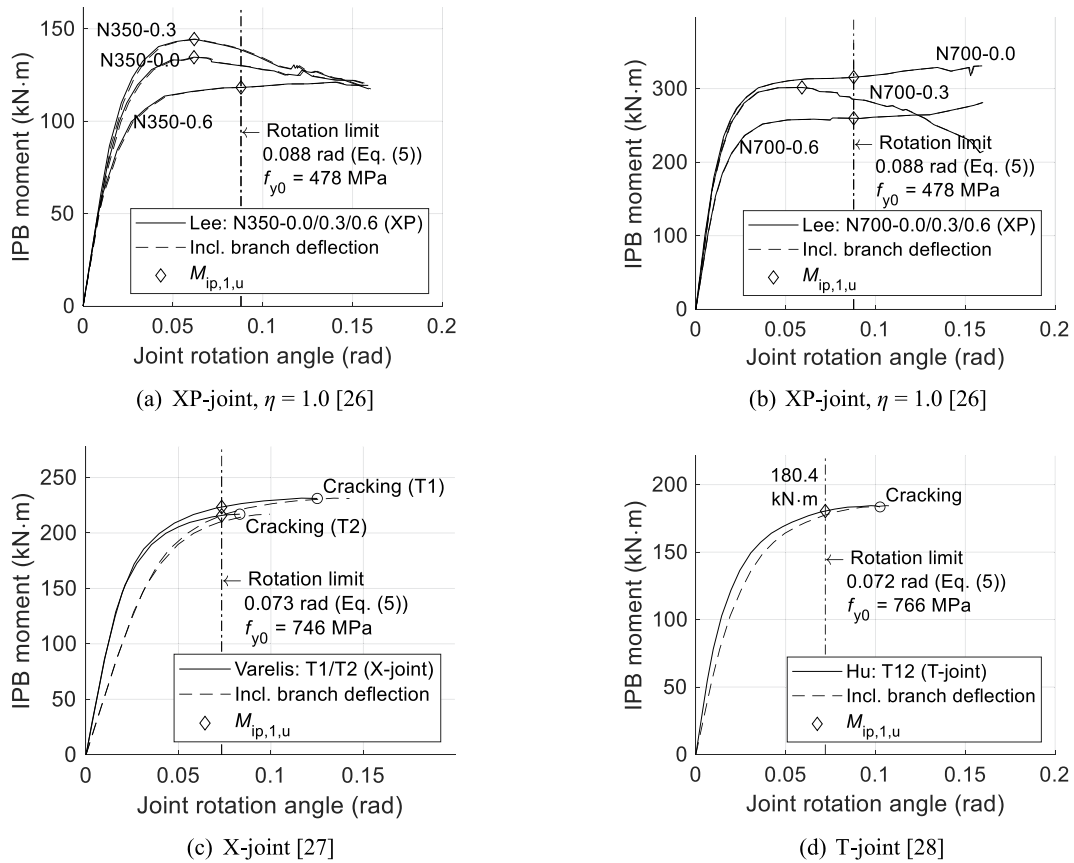 150
100
50
0
IPB moment (kN·m)
N350-0.3
N350-0.0
N350-0.6
Rotation limit
0.088 rad (Eq. (5))
fy0 = 478 MPa
Lee: N350-0.0/0.3/0.6 (XP)
Incl. branch deflection
Mip,1,u
0 0.05 0.1 0.15 0.2
Joint rotation angle (rad)
(a) XP-joint, η = 1.0 [26]
300
200
100
0
IPB moment (kN·m)
N700-0.0
N700-0.3
N700-0.6
Rotation limit
0.088 rad (Eq. (5))
fy0 = 478 MPa
Lee: N700-0.0/0.3/0.6 (XP)
Incl. branch deflection
Mip,1,u
0 0.05 0.1 0.15 0.2
Joint rotation angle (rad)
(b) XP-joint, η = 1.0 [26]
250
200
150
100
50
0
IPB moment (kN·m)
Cracking (T1)
Cracking (T2)
Rotation limit
0.073 rad (Eq. (5))
fy0 = 746 MPa
Varelis: T1/T2 (X-joint)
Incl. branch deflection
Mip,1,u
0 0.05 0.1 0.15
Joint rotation angle (rad)
(c) X-joint [27]
200
150
100
50
0
IPB moment (kN·m)
180.4
kN·m
Cracking
Rotation limit
0.072 rad (Eq. (5))
fy0 = 766 MPa
Hu: T12 (T-joint)
Incl. branch deflection
Mip,1,u
0 0.05 0.1 0.15 0.2
Joint rotation angle (rad)
(d) T-joint [28]